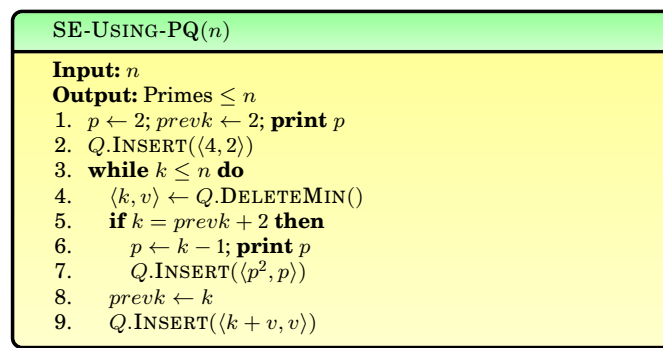 SE-USING-PQ(n)
Input: n
Output: Primes ≤ n
1. p ← 2; prevk ← 2; print p
2. Q.INSERT(⟨4, 2⟩)
3. while k ≤ n do
4. ⟨k, v⟩ ← Q.DELETEMIN()
5. if k = prevk + 2 then
6. p ← k − 1; print p
7. Q.INSERT(⟨p², p⟩)
8. prevk ← k
9. Q.INSERT(⟨k + v, v⟩)